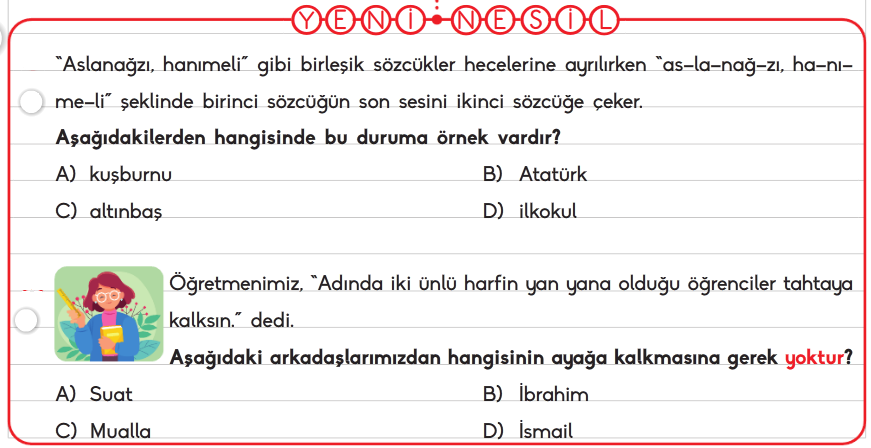 YENİ NESİL
“Aslanağzı, hanımeli” gibi birleşik sözcükler hecelerine ayrılırken “as-la-nağ-zı, ha-nı-
me-li” şeklinde birinci sözcüğün son sesini ikinci sözcüğe çeker.
Aşağıdakilerden hangisinde bu duruma örnek vardır?
A) kuşburnu
B) Atatürk
C) altınbaş
D) ilkokul
Öğretmenimiz, “Adında iki ünlü harfin yan yana olduğu öğrenciler tahtaya
kalksın.” dedi.
Aşağıdaki arkadaşlarımızdan hangisinin ayağa kalkmasına gerek yoktur?
A) Suat
B) İbrahim
C) Mualla
D) İsmail